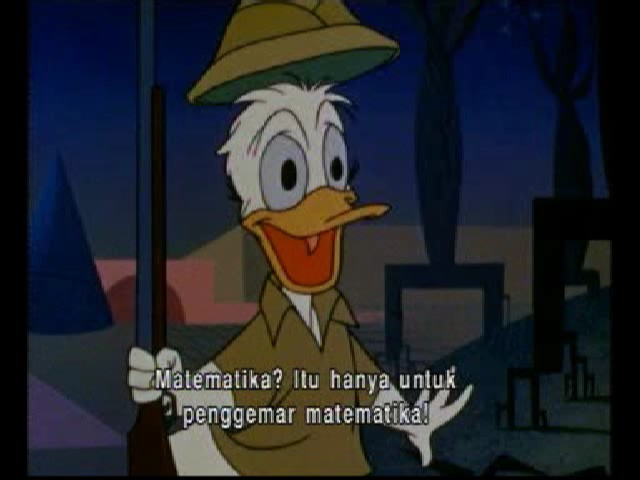 Matematika? Itu hanya untuk
penggemar matematika!